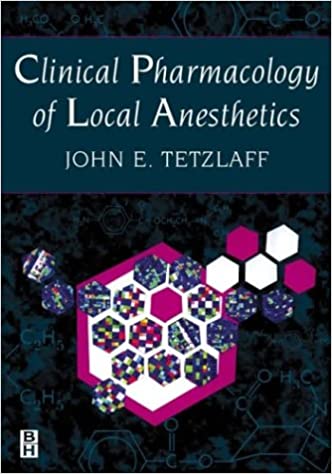 Clinical Pharmacology
of Local Anesthetics
JOHN E. TETZLAFF
B
H